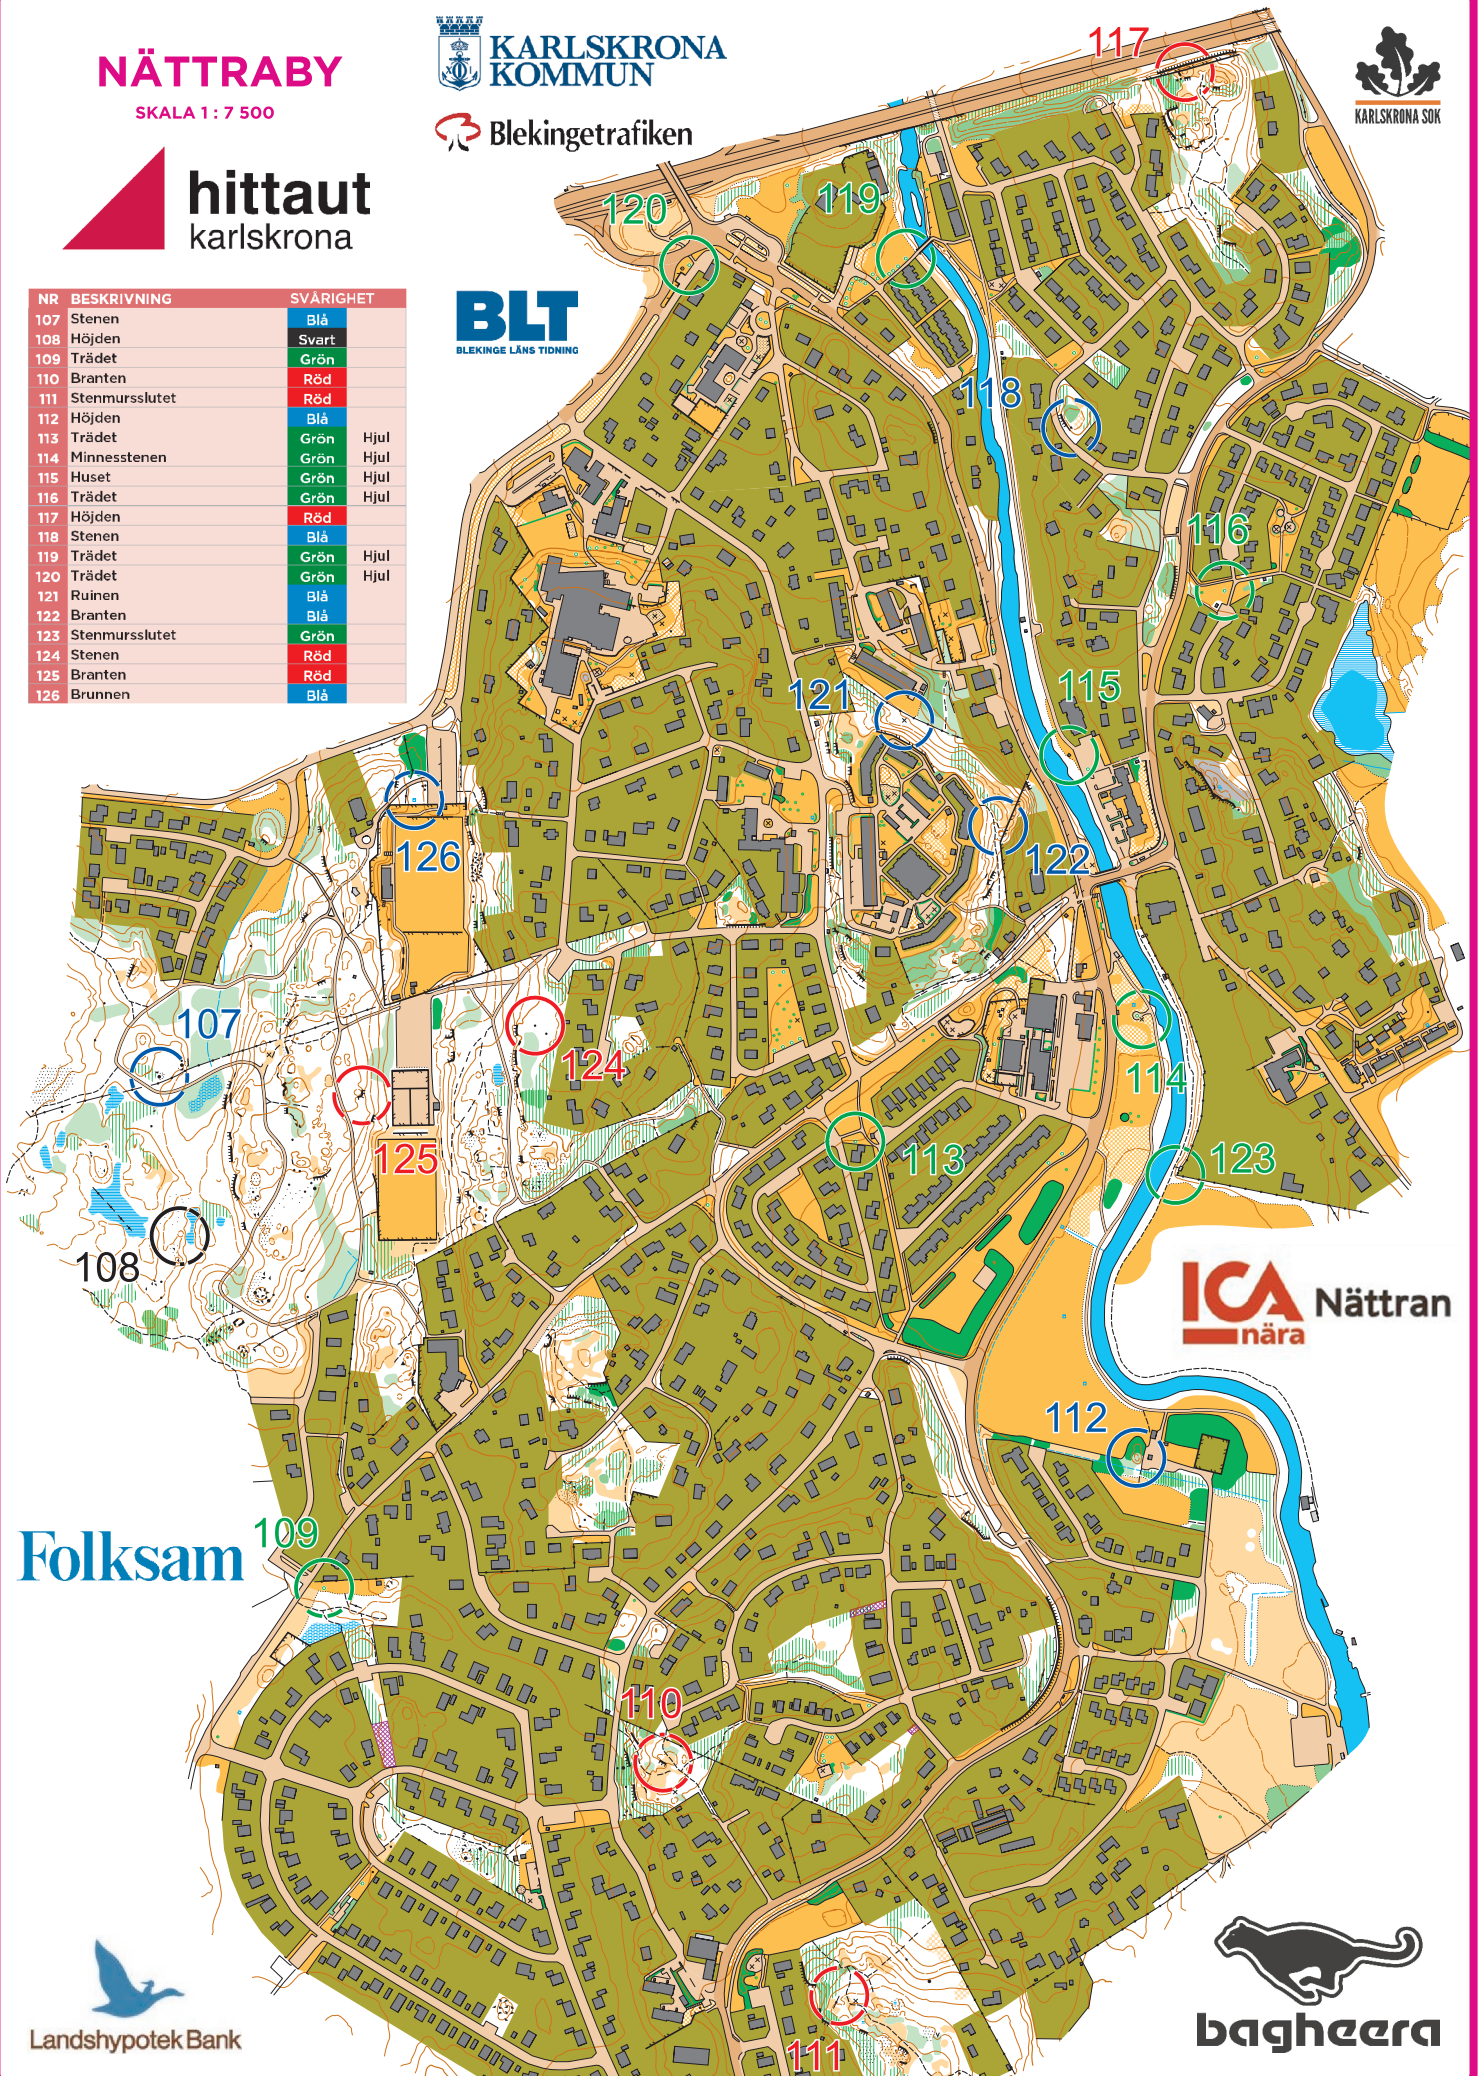 NÄTTRABY
SKALA 1 : 7 500
hittaut
karlskrona
KARLSKRONA
KOMMUN
Blekingetrafiken
BLT
BLEKINGE LÄNS TIDNING
KARLSKRONA SOK
NR BESKRIVNING SVÅRIGHET
107 Stenen Blå
108 Höjden Svart
109 Trädet Grön
110 Branten Röd
111 Stenmursslutet Röd
112 Höjden Blå
113 Trädet Grön Hjul
114 Minnesstenen Grön Hjul
115 Huset Grön Hjul
116 Trädet Grön Hjul
117 Höjden Röd
118 Stenen Blå
119 Trädet Grön Hjul
120 Trädet Grön Hjul
121 Ruinen Blå
122 Branten Blå
123 Stenmursslutet Grön
124 Stenen Röd
125 Branten Röd
126 Brunnen Blå
117
119
120
118
116
115
121
126
122
107
124
114
125
113
123
108
ICA
nära
Nättran
112
109
Folksam
110
111
Landshypotek Bank
bagheera